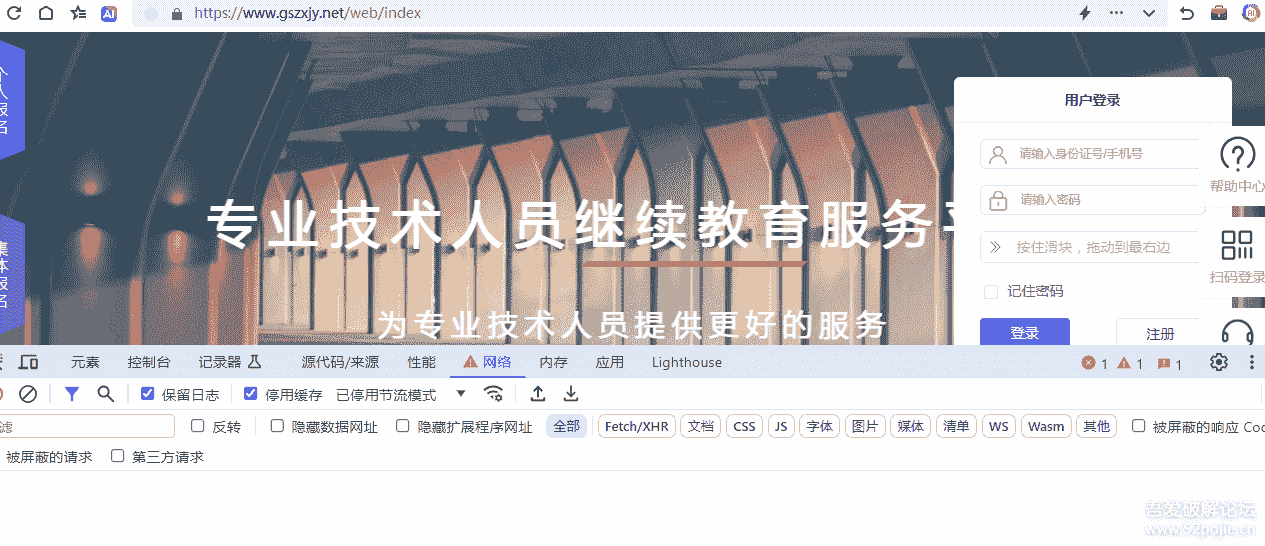 https://www.gszxjy.net/web/index
个人报名
集体报名
专业技术人员继续教育服务
为专业技术人员提供更好的服务
用户登录
请输入身份证号/手机号
请输入密码
按住滑块，拖动到最右边
记住密码
登录 注册
帮助中心
扫码登录
元素 控制台 记录器 源代码/来源 性能 网络 内存 应用 Lighthouse 1 1 1
保留日志 停用缓存 已停用节流模式
滤 反转 隐藏数据网址 隐藏扩展程序网址 全部 Fetch/XHR 文档 CSS JS 字体 图片 媒体 清单 WS Wasm 其他 被屏蔽的响应 Coo
被屏蔽的请求 第三方请求
吾爱破解论坛
www.52pojie.cn